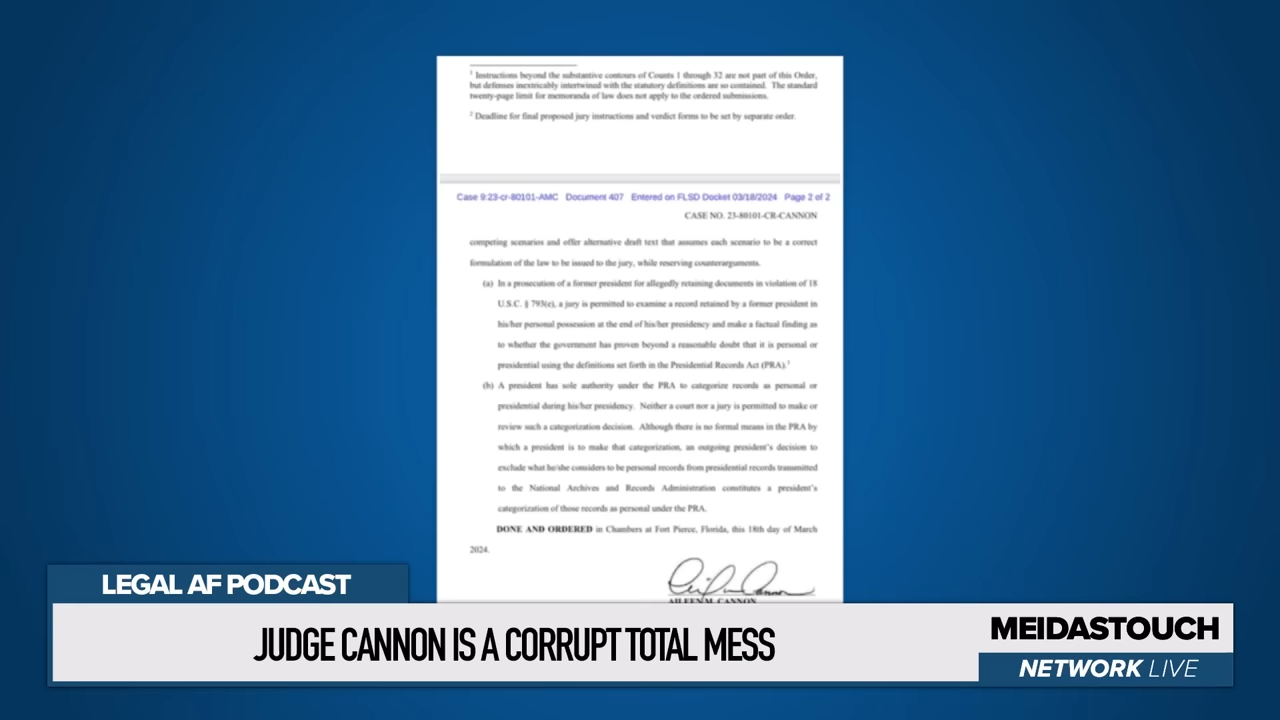 1 Instructions beyond the substantive contours of Counts 1 through 32 are not part of this Order,
but defenses inextricably intertwined with the statutory definitions are so contained. The standard
twenty-page limit for memoranda of law does not apply to the ordered submissions.
2 Deadline for final proposed jury instructions and verdict forms to be set by separate order.
Case 9:23-cr-80101-AMC Document 407 Entered on FLSD Docket 03/18/2024 Page 2 of 2
CASE NO. 23-80101-CR-CANNON
competing scenarios and offer alternative draft text that assumes each scenario to be a correct
formulation of the law to be issued to the jury, while reserving counterarguments.
(a) In a prosecution of a former president for allegedly retaining documents in violation of 18
U.S.C. § 793(e), a jury is permitted to examine a record retained by a former president in
his/her personal possession at the end of his/her presidency and make a factual finding as
to whether the government has proven beyond a reasonable doubt that it is personal or
presidential using the definitions set forth in the Presidential Records Act (PRA).1
(b) A president has sole authority under the PRA to categorize records as personal or
presidential during his/her presidency. Neither a court nor a jury is permitted to make or
review such a categorization decision. Although there is no formal means in the PRA by
which a president is to make that categorization, an outgoing president's decision to
exclude what he/she considers to be personal records from presidential records transmitted
to the National Archives and Records Administration constitutes a president's
categorization of those records as personal under the PRA.
DONE AND ORDERED in Chambers at Fort Pierce, Florida, this 18th day of March
2024.
AILEEN M. CANNON
LEGAL AF PODCAST
JUDGE CANNON IS A CORRUPT TOTAL MESS
MEIDASTOUCH
NETWORK LIVE